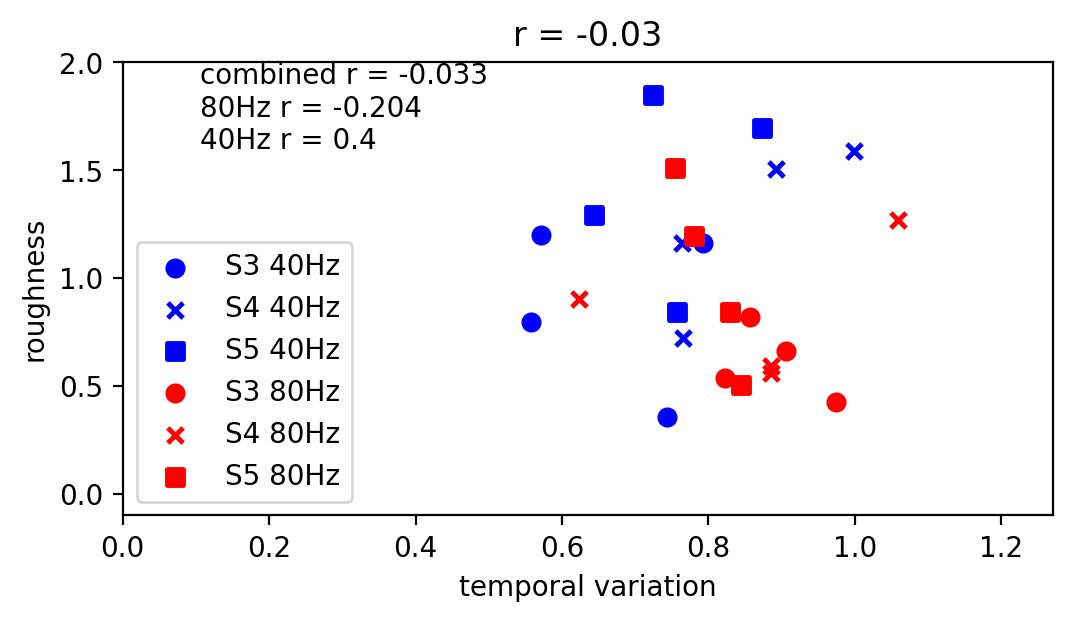 r = -0.03
combined r = -0.033
80Hz r = -0.204
40Hz r = 0.4
2.0
1.5
1.0
0.5
0.0
roughness
S3 40Hz
S4 40Hz
S5 40Hz
S3 80Hz
S4 80Hz
S5 80Hz
0.0 0.2 0.4 0.6 0.8 1.0 1.2
temporal variation